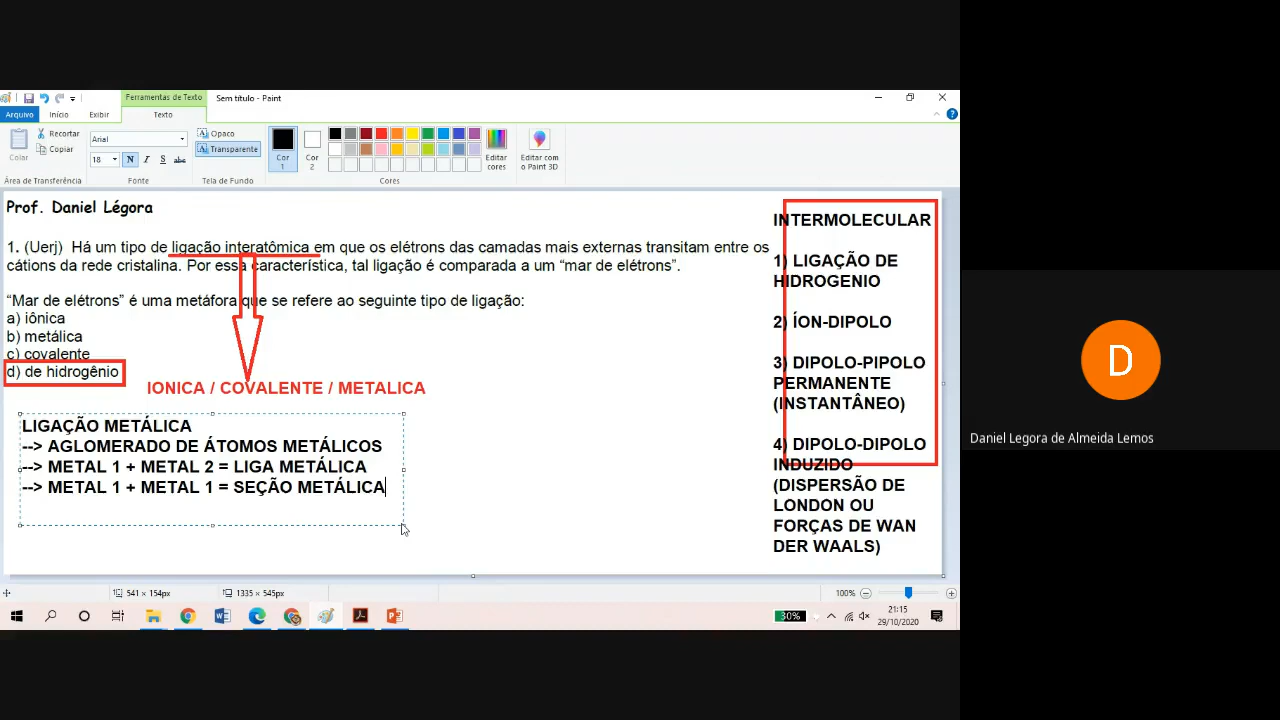 Ferramentas de Texto
Sem título - Paint
Arquivo
Início
Exibir
Texto
Colar
Recortar
Copiar
Área de Transferência
Arial
18
N
I
S
abc
Fonte
Opaco
Transparente
Tela de Fundo
Cor 1
Cor 2
Editar cores
Cores
Editar com o Paint 3D
Prof. Daniel Légora
1. (Uerj) Há um tipo de ligação interatômica em que os elétrons das camadas mais externas transitam entre os
cátions da rede cristalina. Por essa característica, tal ligação é comparada a um “mar de elétrons”.
“Mar de elétrons” é uma metáfora que se refere ao seguinte tipo de ligação:
a) iônica
b) metálica
c) covalente
d) de hidrogênio
IONICA / COVALENTE / METALICA
LIGAÇÃO METÁLICA
--> AGLOMERADO DE ÁTOMOS METÁLICOS
--> METAL 1 + METAL 2 = LIGA METÁLICA
--> METAL 1 + METAL 1 = SEÇÃO METÁLICA
INTERMOLECULAR
1) LIGAÇÃO DE
HIDROGENIO
2) ÍON-DIPOLO
3) DIPOLO-PIPOLO
PERMANENTE
(INSTANTÂNEO)
4) DIPOLO-DIPOLO
INDUZIDO
(DISPERSÃO DE
LONDON OU
FORÇAS DE WAN
DER WAALS)
541 × 154px
1335 × 545px
100%
30%
21:15
29/10/2020
D
Daniel Legora de Almeida Lemos